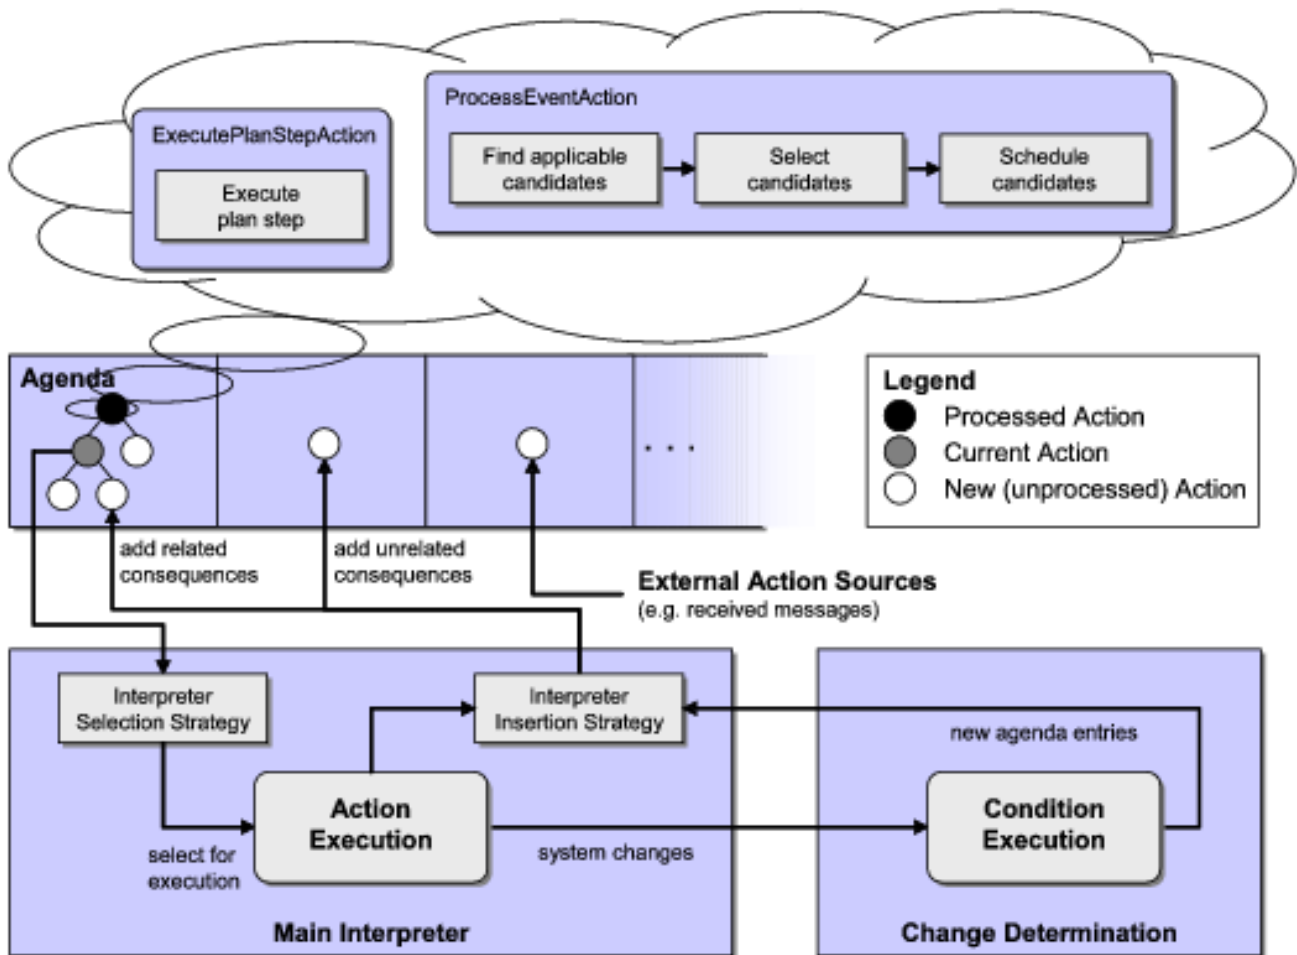 ProcessEventAction
ExecutePlanStepAction
Find applicable
candidates
Select
candidates
Schedule
candidates
Execute
plan step
Agenda
. . .
Legend
Processed Action
Current Action
New (unprocessed) Action
add related
consequences
add unrelated
consequences
External Action Sources
(e.g. received messages)
Interpreter
Selection Strategy
Interpreter
Insertion Strategy
new agenda entries
Action
Execution
Condition
Execution
select for
execution
system changes
Main Interpreter
Change Determination